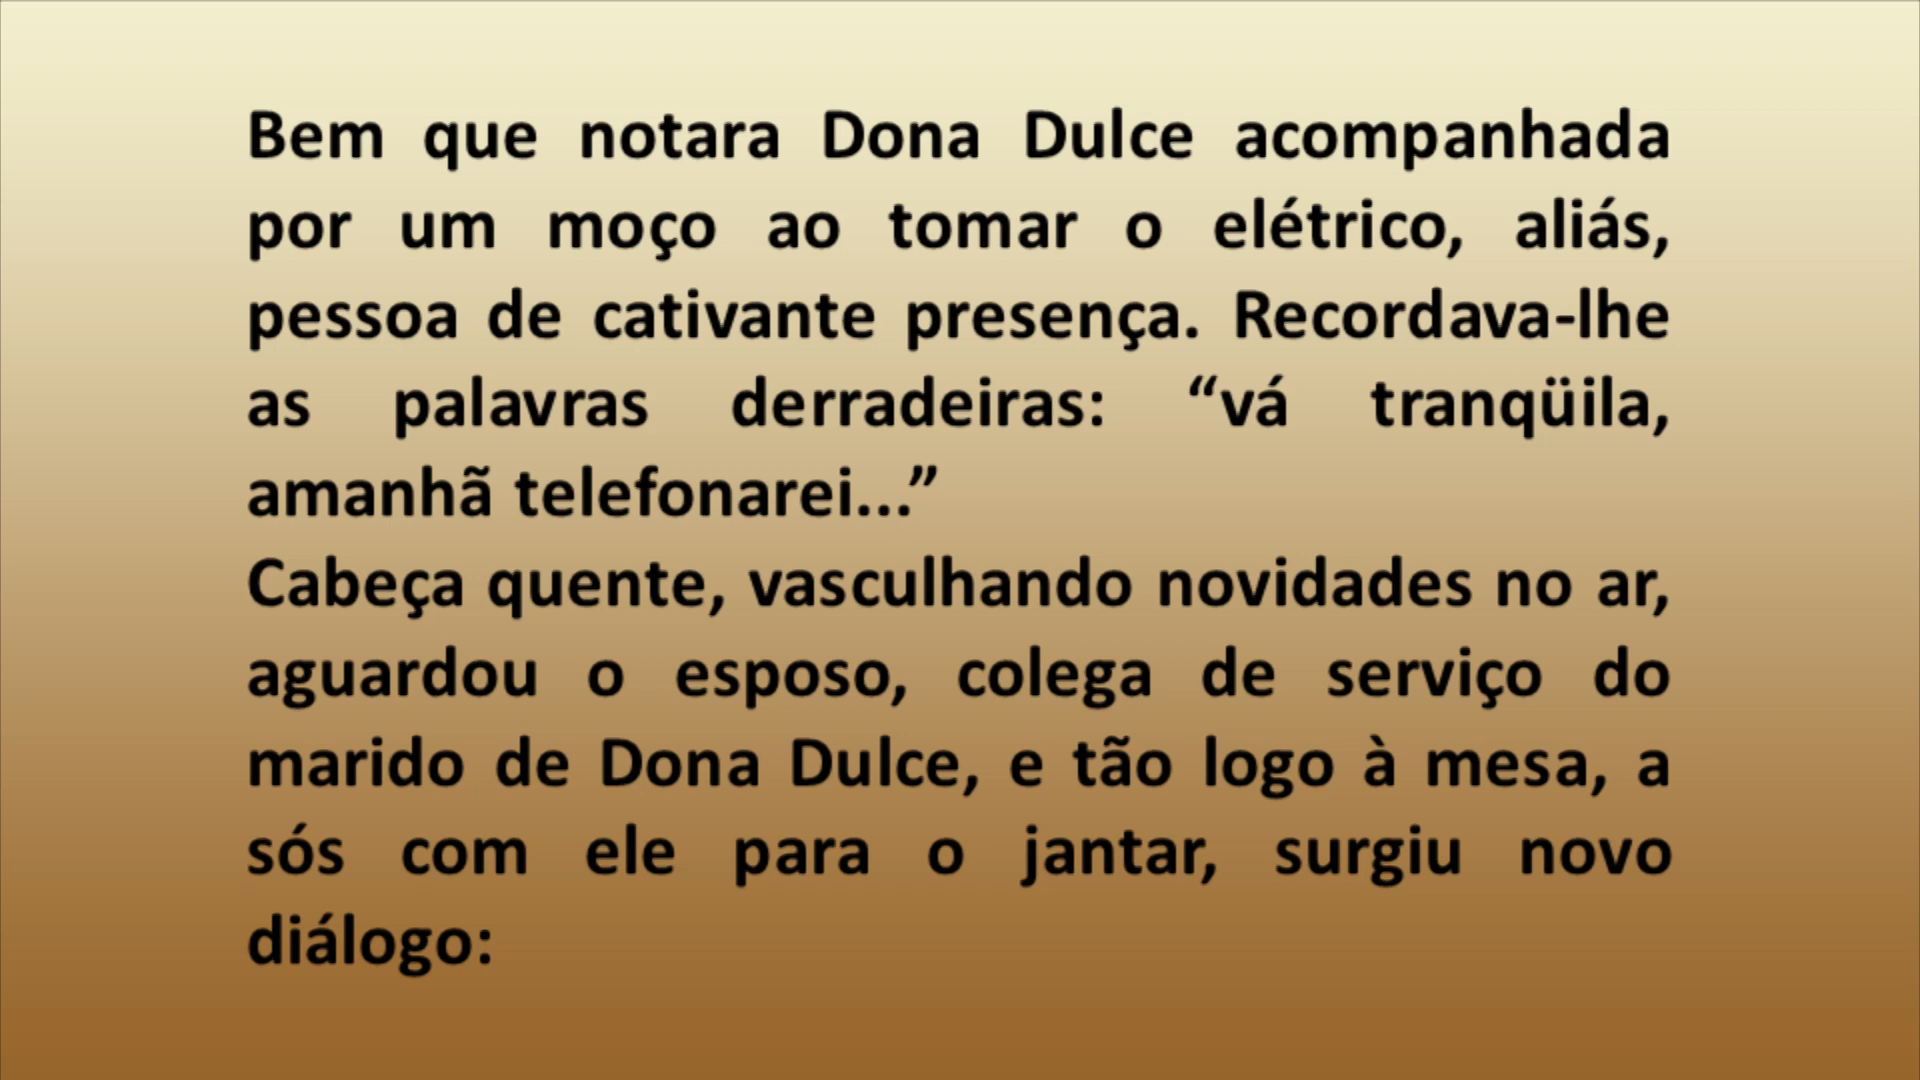 Bem que notara Dona Dulce acompanhada
por um moço ao tomar o elétrico, aliás,
pessoa de cativante presença. Recordava-lhe
as palavras derradeiras: “vá tranqüila,
amanhã telefonarei...”
Cabeça quente, vasculhando novidades no ar,
aguardou o esposo, colega de serviço do
marido de Dona Dulce, e tão logo à mesa, a
sós com ele para o jantar, surgiu novo
diálogo: